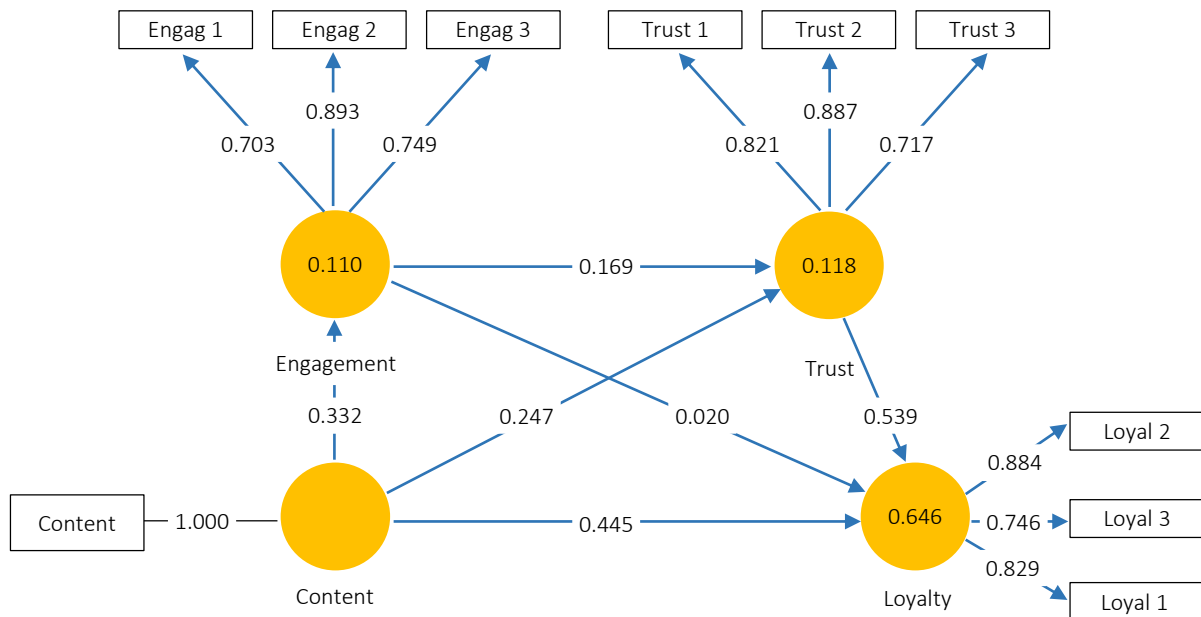 Engag 1
Engag 2
Engag 3
Trust 1
Trust 2
Trust 3
0.893
0.887
0.703
0.749
0.821
0.717
0.110
0.169
0.118
Engagement
Trust
0.332
0.247
0.020
0.539
Loyal 2
0.884
Content
1.000
0.445
0.646
0.746
Loyal 3
0.829
Content
Loyalty
Loyal 1